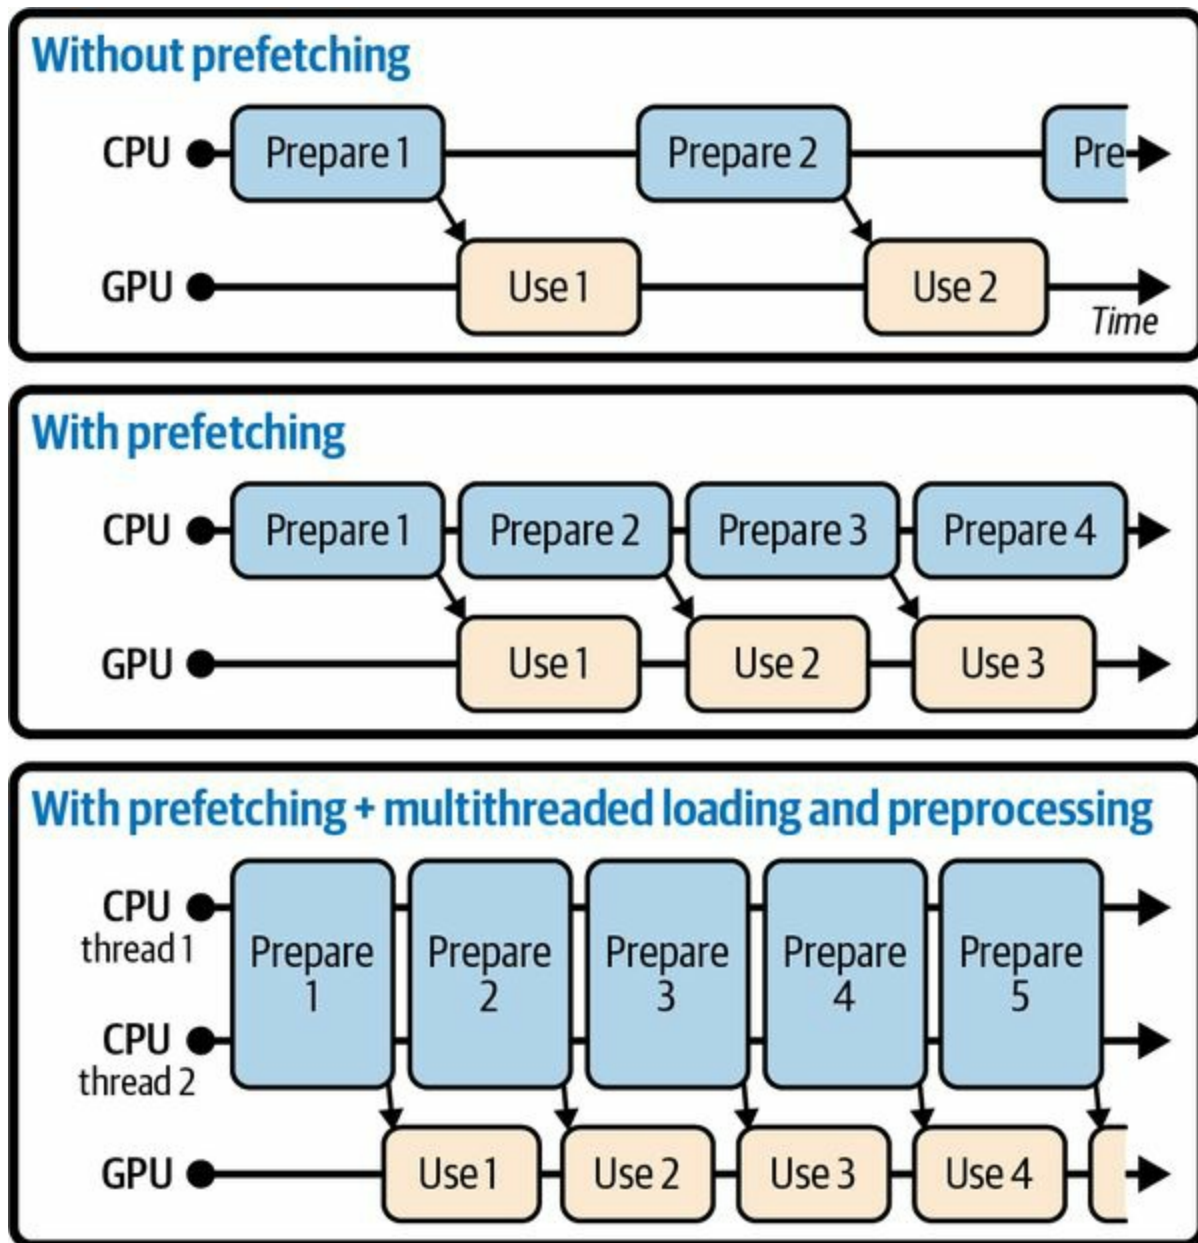 Without prefetching
CPU Prepare 1 Prepare 2 Pre
GPU Use 1 Use 2
Time
With prefetching
CPU Prepare 1 Prepare 2 Prepare 3 Prepare 4
GPU Use 1 Use 2 Use 3
With prefetching + multithreaded loading and preprocessing
CPU
thread 1
Prepare
1
Prepare
2
Prepare
3
Prepare
4
Prepare
5
CPU
thread 2
GPU Use 1 Use 2 Use 3 Use 4